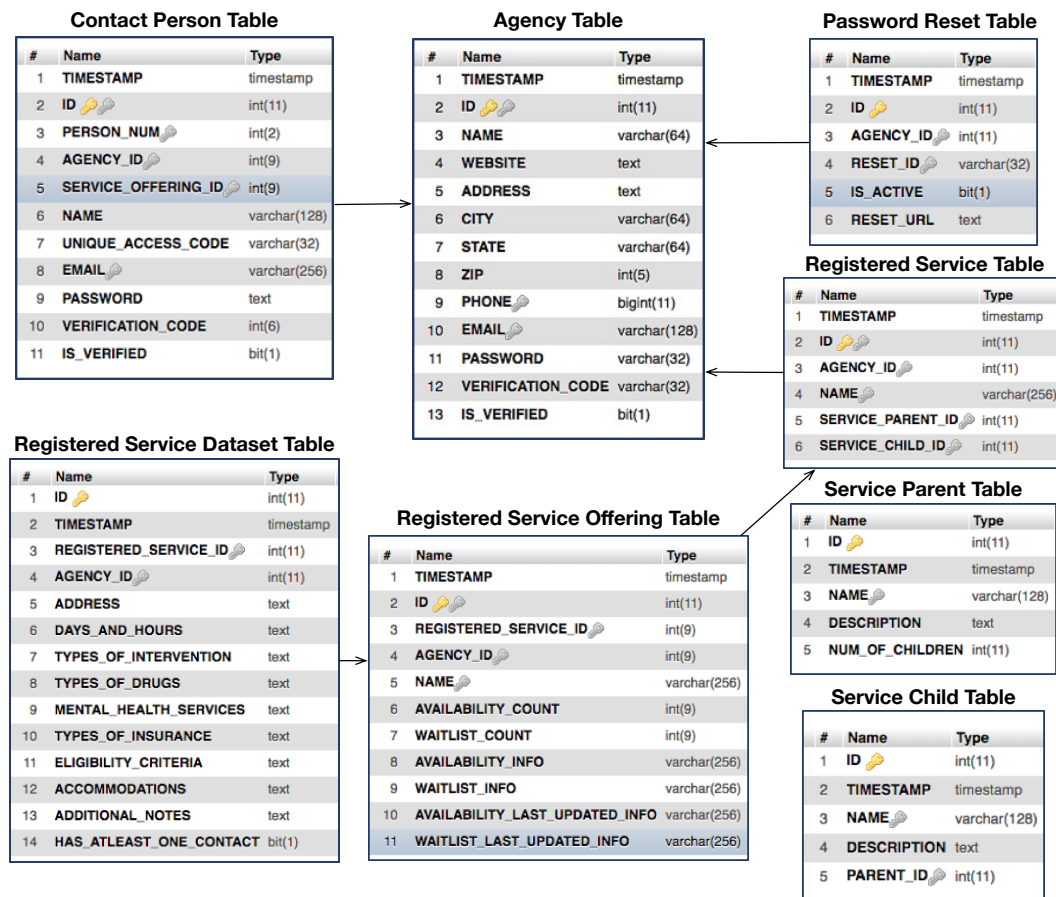 Contact Person Table
# Name Type
1 TIMESTAMP timestamp
2 ID int(11)
3 PERSON_NUM int(2)
4 AGENCY_ID int(9)
5 SERVICE_OFFERING_ID int(9)
6 NAME varchar(128)
7 UNIQUE_ACCESS_CODE varchar(32)
8 EMAIL varchar(256)
9 PASSWORD text
10 VERIFICATION_CODE int(6)
11 IS_VERIFIED bit(1)
Agency Table
# Name Type
1 TIMESTAMP timestamp
2 ID int(11)
3 NAME varchar(64)
4 WEBSITE text
5 ADDRESS text
6 CITY varchar(64)
7 STATE varchar(64)
8 ZIP int(5)
9 PHONE bigint(11)
10 EMAIL varchar(128)
11 PASSWORD varchar(32)
12 VERIFICATION_CODE varchar(32)
13 IS_VERIFIED bit(1)
Password Reset Table
# Name Type
1 TIMESTAMP timestamp
2 ID int(11)
3 AGENCY_ID int(11)
4 RESET_ID varchar(32)
5 IS_ACTIVE bit(1)
6 RESET_URL text
Registered Service Table
# Name Type
1 TIMESTAMP timestamp
2 ID int(11)
3 AGENCY_ID int(11)
4 NAME varchar(256)
5 SERVICE_PARENT_ID int(11)
6 SERVICE_CHILD_ID int(11)
Registered Service Dataset Table
# Name Type
1 ID int(11)
2 TIMESTAMP timestamp
3 REGISTERED_SERVICE_ID int(11)
4 AGENCY_ID int(11)
5 ADDRESS text
6 DAYS_AND_HOURS text
7 TYPES_OF_INTERVENTION text
8 TYPES_OF_DRUGS text
9 MENTAL_HEALTH_SERVICES text
10 TYPES_OF_INSURANCE text
11 ELIGIBILITY_CRITERIA text
12 ACCOMMODATIONS text
13 ADDITIONAL_NOTES text
14 HAS_ATLEAST_ONE_CONTACT bit(1)
Registered Service Offering Table
# Name Type
1 TIMESTAMP timestamp
2 ID int(11)
3 REGISTERED_SERVICE_ID int(9)
4 AGENCY_ID int(9)
5 NAME varchar(256)
6 AVAILABILITY_COUNT int(9)
7 WAITLIST_COUNT int(9)
8 AVAILABILITY_INFO varchar(256)
9 WAITLIST_INFO varchar(256)
10 AVAILABILITY_LAST_UPDATED_INFO varchar(256)
11 WAITLIST_LAST_UPDATED_INFO varchar(256)
Service Parent Table
# Name Type
1 ID int(11)
2 TIMESTAMP timestamp
3 NAME varchar(128)
4 DESCRIPTION text
5 NUM_OF_CHILDREN int(11)
Service Child Table
# Name Type
1 ID int(11)
2 TIMESTAMP timestamp
3 NAME varchar(128)
4 DESCRIPTION text
5 PARENT_ID int(11)